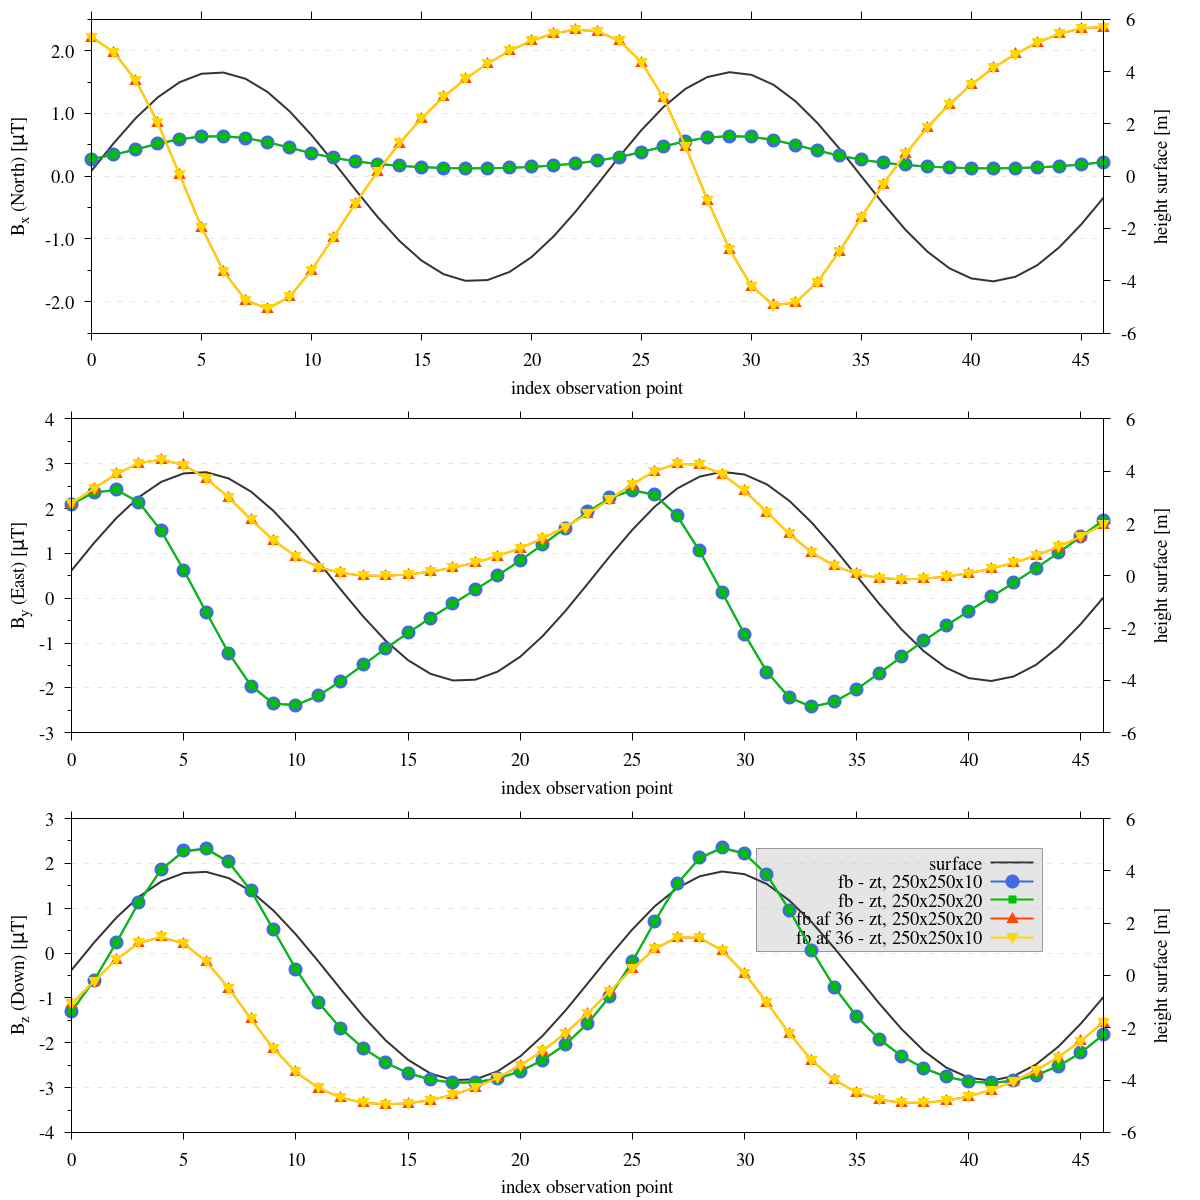 2.0
1.0
0.0
-1.0
-2.0
6
4
2
0
-2
-4
-6
B_x (North) [µT]
height surface [m]
0 5 10 15 20 25 30 35 40 45
index observation point
4
3
2
1
0
-1
-2
-3
6
4
2
0
-2
-4
-6
B_y (East) [µT]
height surface [m]
0 5 10 15 20 25 30 35 40 45
index observation point
3
2
1
0
-1
-2
-3
-4
6
4
2
0
-2
-4
-6
B_z (Down) [µT]
height surface [m]
surface
fb - zt, 250x250x10
fb - zt, 250x250x20
fb af 36 - zt, 250x250x20
fb af 36 - zt, 250x250x10
0 5 10 15 20 25 30 35 40 45
index observation point